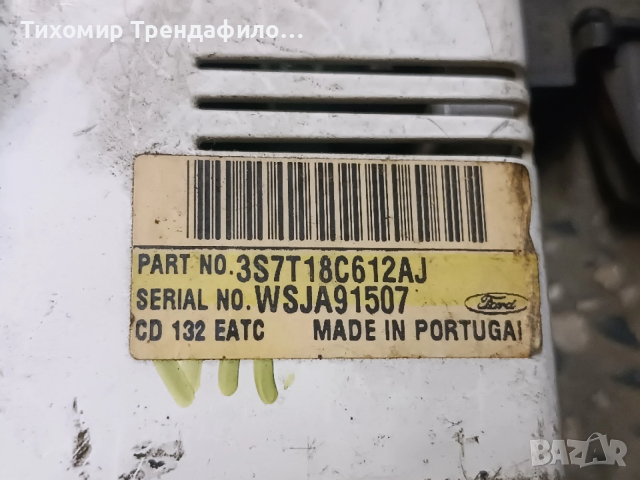 Тихомир Трендафило...
PART NO. 3S7T18C612AJ
SERIAL NO. WSJA91507
Ford
CD 132 EATC MADE IN PORTUGAL
BAZAR